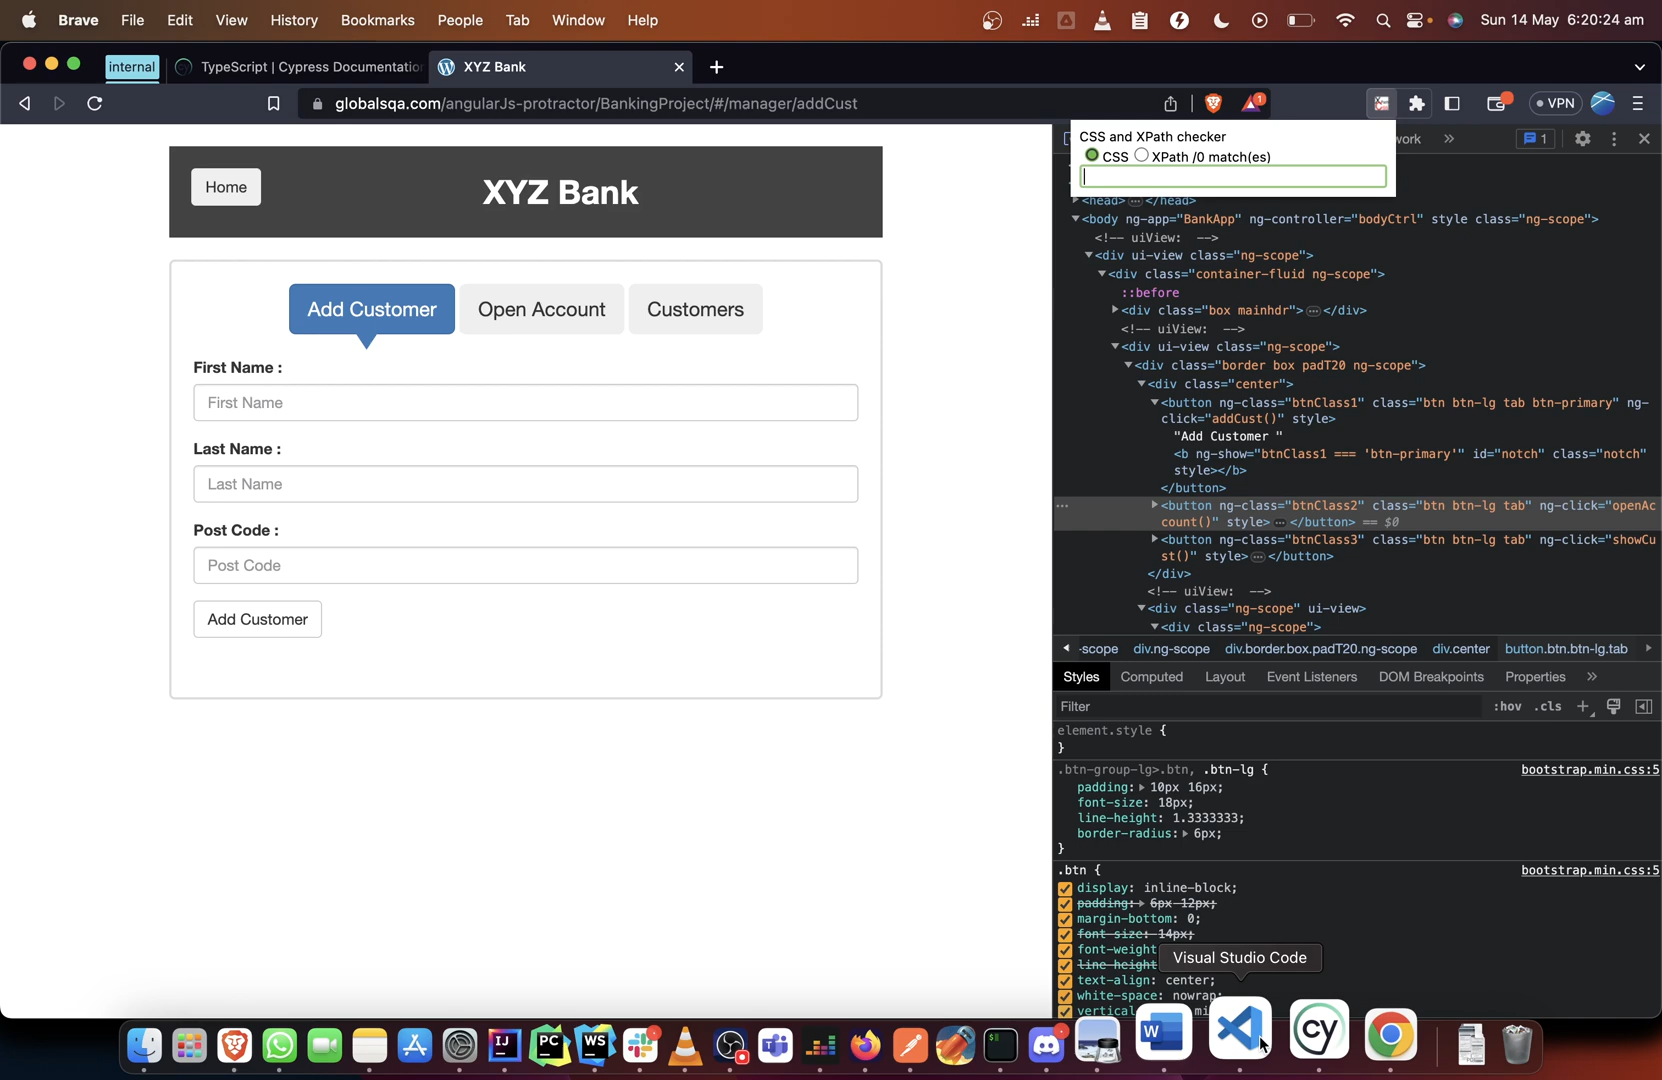 Brave File Edit View History Bookmarks People Tab Window Help Sun 14 May 6:20:24 am
internal TypeScript | Cypress Documentatio XYZ Bank
globalsqa.com/angularJs-protractor/BankingProject/#/manager/addCust VPN
CSS and XPath checker
CSS XPath /0 match(es)
work » 1
Home
XYZ Bank
Add Customer Open Account Customers
First Name :
First Name
Last Name :
Last Name
Post Code :
Post Code
Add Customer
<head> … </head>
<body ng-app="BankApp" ng-controller="bodyCtrl" style class="ng-scope">
<!-- uiView: -->
<div ui-view class="ng-scope">
<div class="container-fluid ng-scope">
::before
<div class="box mainhdr"> … </div>
<!-- uiView: -->
<div ui-view class="ng-scope">
<div class="border box padT20 ng-scope">
<div class="center">
<button ng-class="btnClass1" class="btn btn-lg tab btn-primary" ng-
click="addCust()" style>
"Add Customer "
<b ng-show="btnClass1 === 'btn-primary'" id="notch" class="notch"
style></b>
</button>
<button ng-class="btnClass2" class="btn btn-lg tab" ng-click="openAc
count()" style> … </button> == $0
<button ng-class="btnClass3" class="btn btn-lg tab" ng-click="showCu
st()" style> … </button>
</div>
<!-- uiView: -->
<div class="ng-scope" ui-view>
<div class="ng-scope">
-scope div.ng-scope div.border.box.padT20.ng-scope div.center button.btn.btn-lg.tab
Styles Computed Layout Event Listeners DOM Breakpoints Properties »
Filter :hov .cls +
element.style {
}
.btn-group-lg>.btn, .btn-lg { bootstrap.min.css:5
padding: 10px 16px;
font-size: 18px;
line-height: 1.3333333;
border-radius: 6px;
}
.btn { bootstrap.min.css:5
display: inline-block;
padding: 6px 12px;
margin-bottom: 0;
font-size: 14px;
font-weight
line-height
text-align: center;
white-space: nowrap;
vertical mi
Visual Studio Code
IJ PC WS W cy